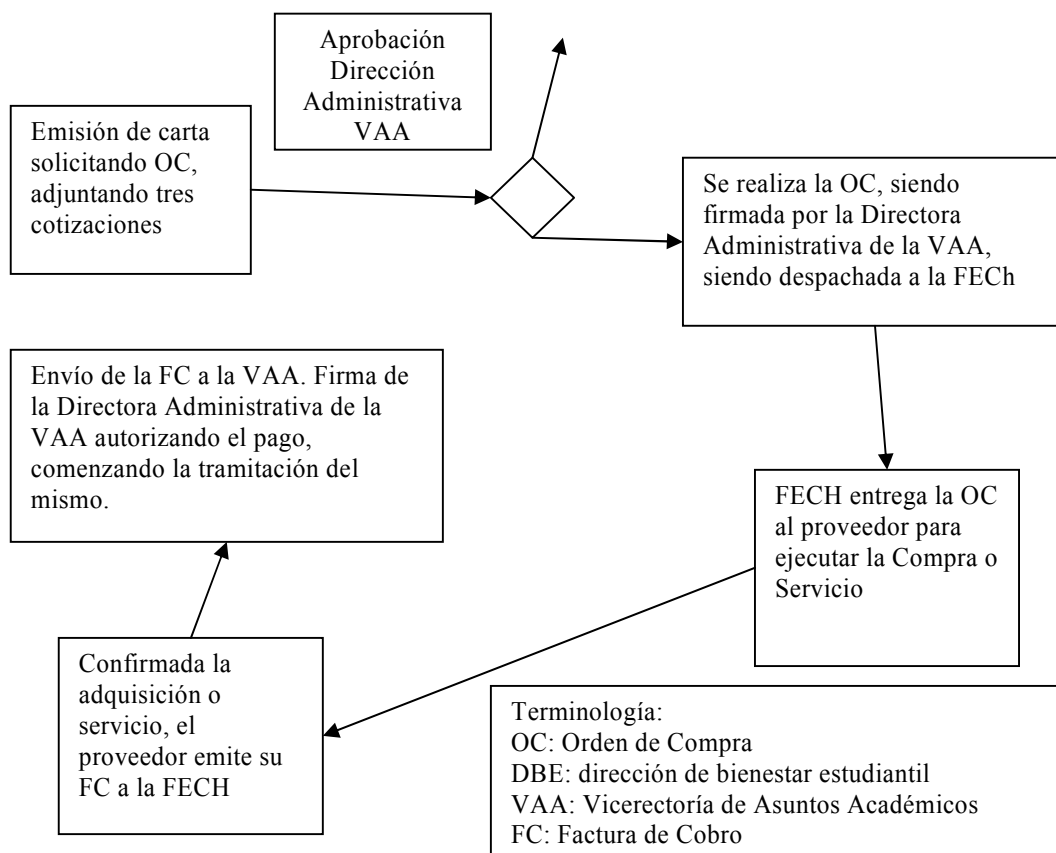 Aprobación
Dirección
Administrativa
VAA
Emisión de carta
solicitando OC,
adjuntando tres
cotizaciones
Se realiza la OC, siendo
firmada por la Directora
Administrativa de la VAA,
siendo despachada a la FECh
Envío de la FC a la VAA. Firma de
la Directora Administrativa de la
VAA autorizando el pago,
comenzando la tramitación del
mismo.
FECH entrega la OC
al proveedor para
ejecutar la Compra o
Servicio
Confirmada la
adquisición o
servicio, el
proveedor emite su
FC a la FECH
Terminología:
OC: Orden de Compra
DBE: dirección de bienestar estudiantil
VAA: Vicerectoría de Asuntos Académicos
FC: Factura de Cobro